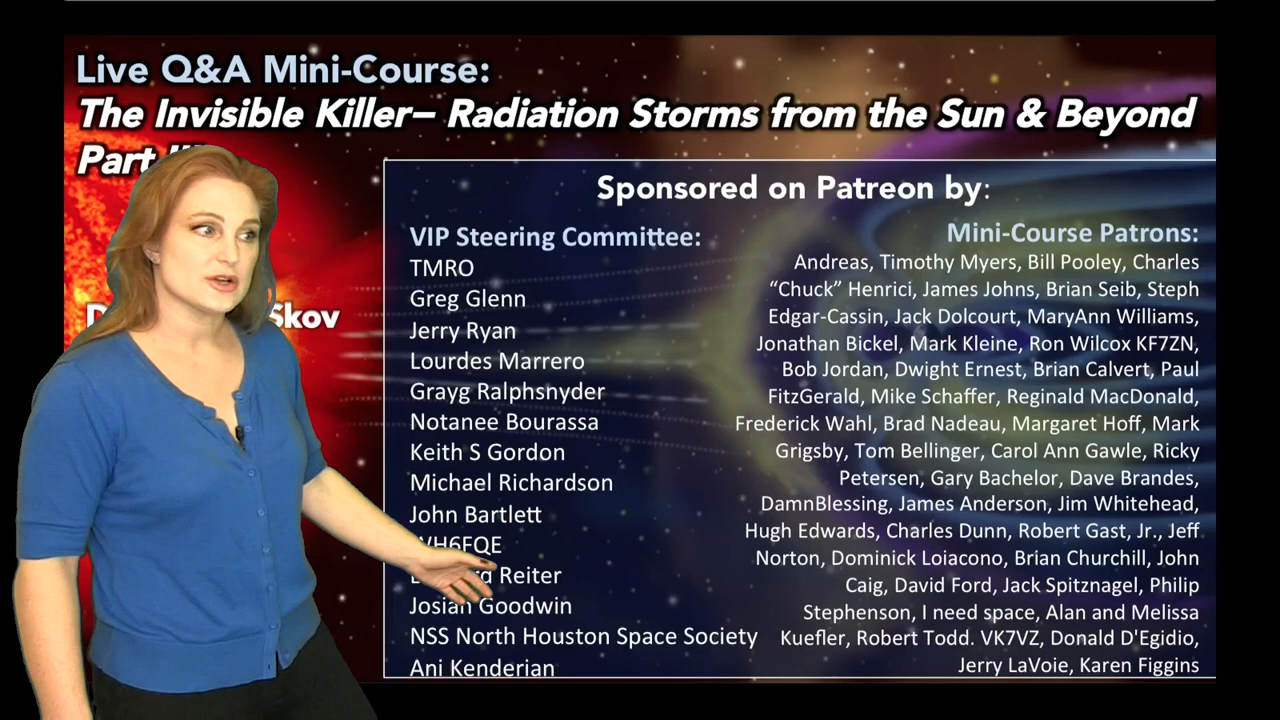 Live Q&A Mini-Course:
The Invisible Killer– Radiation Storms from the Sun & Beyond
Part
Skov
Sponsored on Patreon by:
VIP Steering Committee:
TMRO
Greg Glenn
Jerry Ryan
Lourdes Marrero
Grayg Ralphsnyder
Notanee Bourassa
Keith S Gordon
Michael Richardson
John Bartlett
WH6FQE
Reiter
Josiah Goodwin
NSS North Houston Space Society
Ani Kenderian
Mini-Course Patrons:
Andreas, Timothy Myers, Bill Pooley, Charles
“Chuck” Henrici, James Johns, Brian Seib, Steph
Edgar-Cassin, Jack Dolcourt, MaryAnn Williams,
Jonathan Bickel, Mark Kleine, Ron Wilcox KF7ZN,
Bob Jordan, Dwight Ernest, Brian Calvert, Paul
FitzGerald, Mike Schaffer, Reginald MacDonald,
Frederick Wahl, Brad Nadeau, Margaret Hoff, Mark
Grigsby, Tom Bellinger, Carol Ann Gawle, Ricky
Petersen, Gary Bachelor, Dave Brandes,
DamnBlessing, James Anderson, Jim Whitehead,
Hugh Edwards, Charles Dunn, Robert Gast, Jr., Jeff
Norton, Dominick Loiacono, Brian Churchill, John
Caig, David Ford, Jack Spitznagel, Philip
Stephenson, I need space, Alan and Melissa
Kuefler, Robert Todd. VK7VZ, Donald D'Egidio,
Jerry LaVoie, Karen Figgins